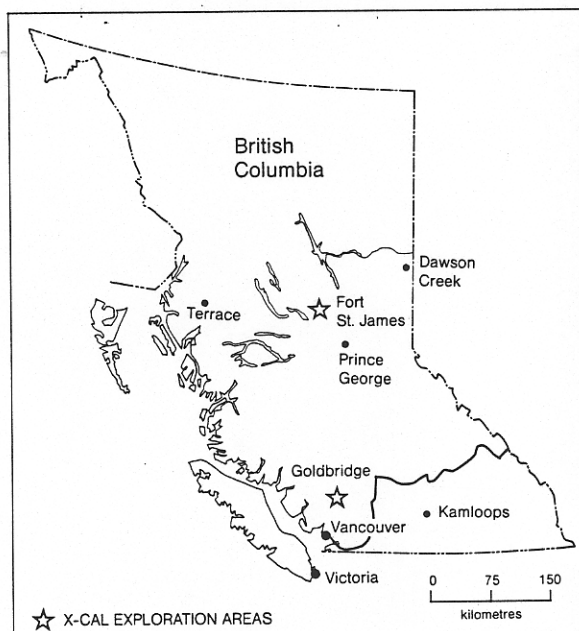 British
Columbia
Dawson
Creek
Terrace
Fort
St. James
Prince
George
Goldbridge
Kamloops
Vancouver
Victoria
0 75 150
kilometres
X-CAL EXPLORATION AREAS